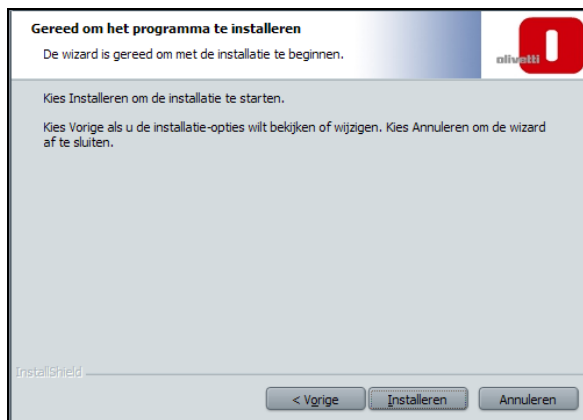 Gereed om het programma te installeren
De wizard is gereed om met de installatie te beginnen.
olivetti
Kies Installeren om de installatie te starten.
Kies Vorige als u de installatie-opties wilt bekijken of wijzigen. Kies Annuleren om de wizard
af te sluiten.
InstallShield
< Vorige
Installeren
Annuleren